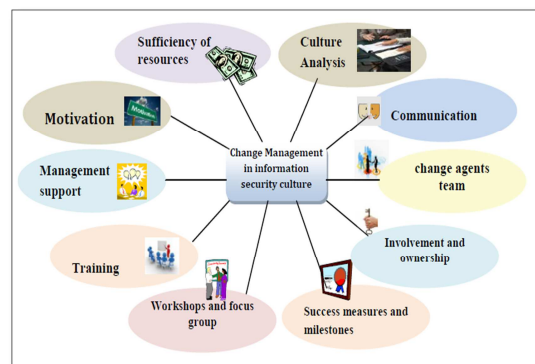 Sufficiency of
resources
Culture
Analysis
Motivation
Motivation
Communication
Change Management
in information
security culture
Management
support
change agents
team
Training
Involvement and
ownership
Workshops and focus
group
Success measures and
milestones